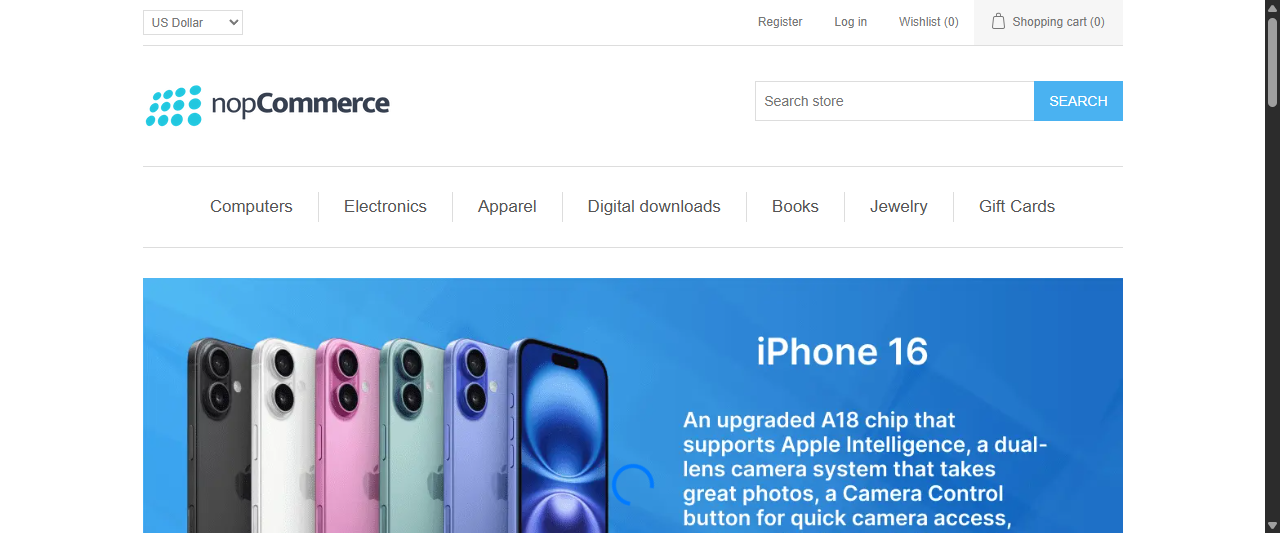 US Dollar
Register
Log in
Wishlist (0)
Shopping cart (0)
nopCommerce
Search store
SEARCH
Computers
Electronics
Apparel
Digital downloads
Books
Jewelry
Gift Cards
iPhone 16
An upgraded A18 chip that
supports Apple Intelligence, a dual-
lens camera system that takes
great photos, a Camera Control
button for quick camera access,